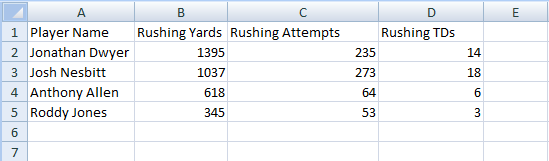 A B C D E
1 Player Name Rushing Yards Rushing Attempts Rushing TDs
2 Jonathan Dwyer 1395 235 14
3 Josh Nesbitt 1037 273 18
4 Anthony Allen 618 64 6
5 Roddy Jones 345 53 3
6
7